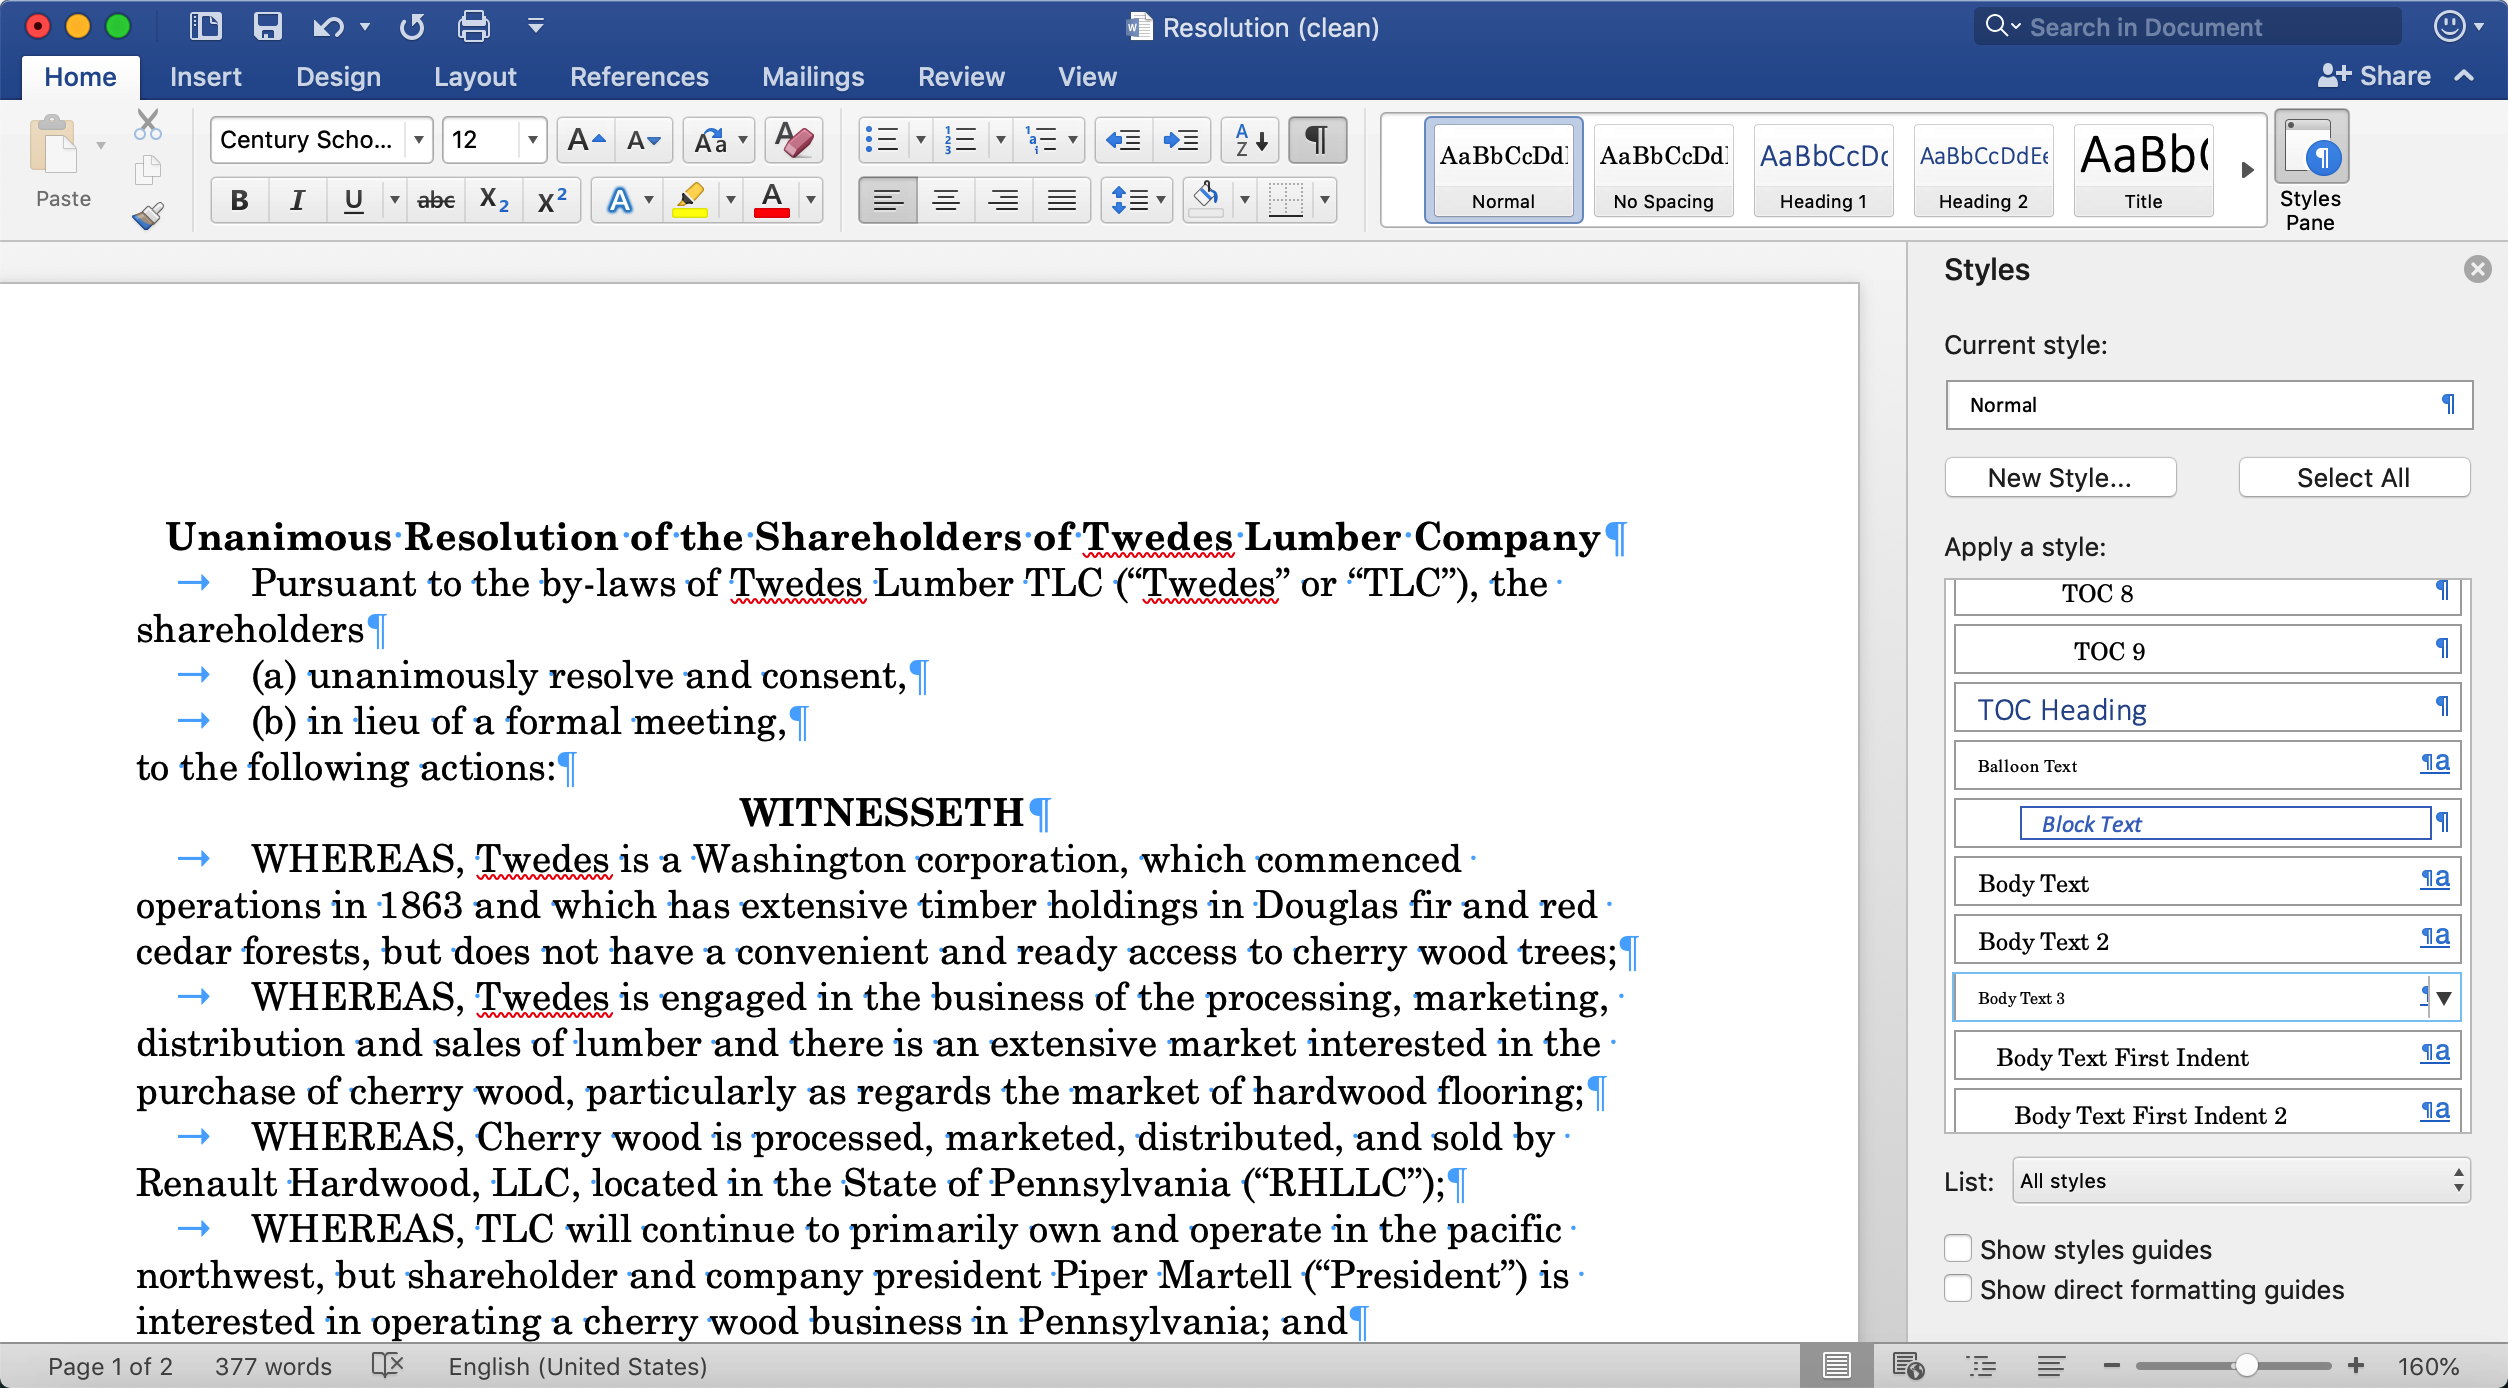 Resolution (clean)
Search in Document
Home Insert Design Layout References Mailings Review View Share
Paste
Century Scho... 12
B I U abc X2 X2 A A
AaBbCcDdl AaBbCcDdl AaBbCcDc AaBbCcDdEe AaBb(
Normal No Spacing Heading 1 Heading 2 Title
Styles
Pane
Unanimous Resolution of the Shareholders of Twedes Lumber Company¶
→ Pursuant to the by-laws of Twedes Lumber TLC (“Twedes” or “TLC”), the
shareholders¶
→ (a) unanimously resolve and consent,¶
→ (b) in lieu of a formal meeting,¶
to the following actions:¶
WITNESSETH¶
→ WHEREAS, Twedes is a Washington corporation, which commenced
operations in 1863 and which has extensive timber holdings in Douglas fir and red
cedar forests, but does not have a convenient and ready access to cherry wood trees;¶
→ WHEREAS, Twedes is engaged in the business of the processing, marketing,
distribution and sales of lumber and there is an extensive market interested in the
purchase of cherry wood, particularly as regards the market of hardwood flooring;¶
→ WHEREAS, Cherry wood is processed, marketed, distributed, and sold by
Renault Hardwood, LLC, located in the State of Pennsylvania (“RHLLC”);¶
→ WHEREAS, TLC will continue to primarily own and operate in the pacific
northwest, but shareholder and company president Piper Martell (“President”) is
interested in operating a cherry wood business in Pennsylvania; and¶
Styles
Current style:
Normal ¶
New Style... Select All
Apply a style:
TOC 8 ¶
TOC 9 ¶
TOC Heading ¶
Balloon Text ¶a
Block Text ¶
Body Text ¶a
Body Text 2 ¶a
Body Text 3
Body Text First Indent ¶a
Body Text First Indent 2 ¶a
List: All styles
Show styles guides
Show direct formatting guides
Page 1 of 2 377 words English (United States) 160%